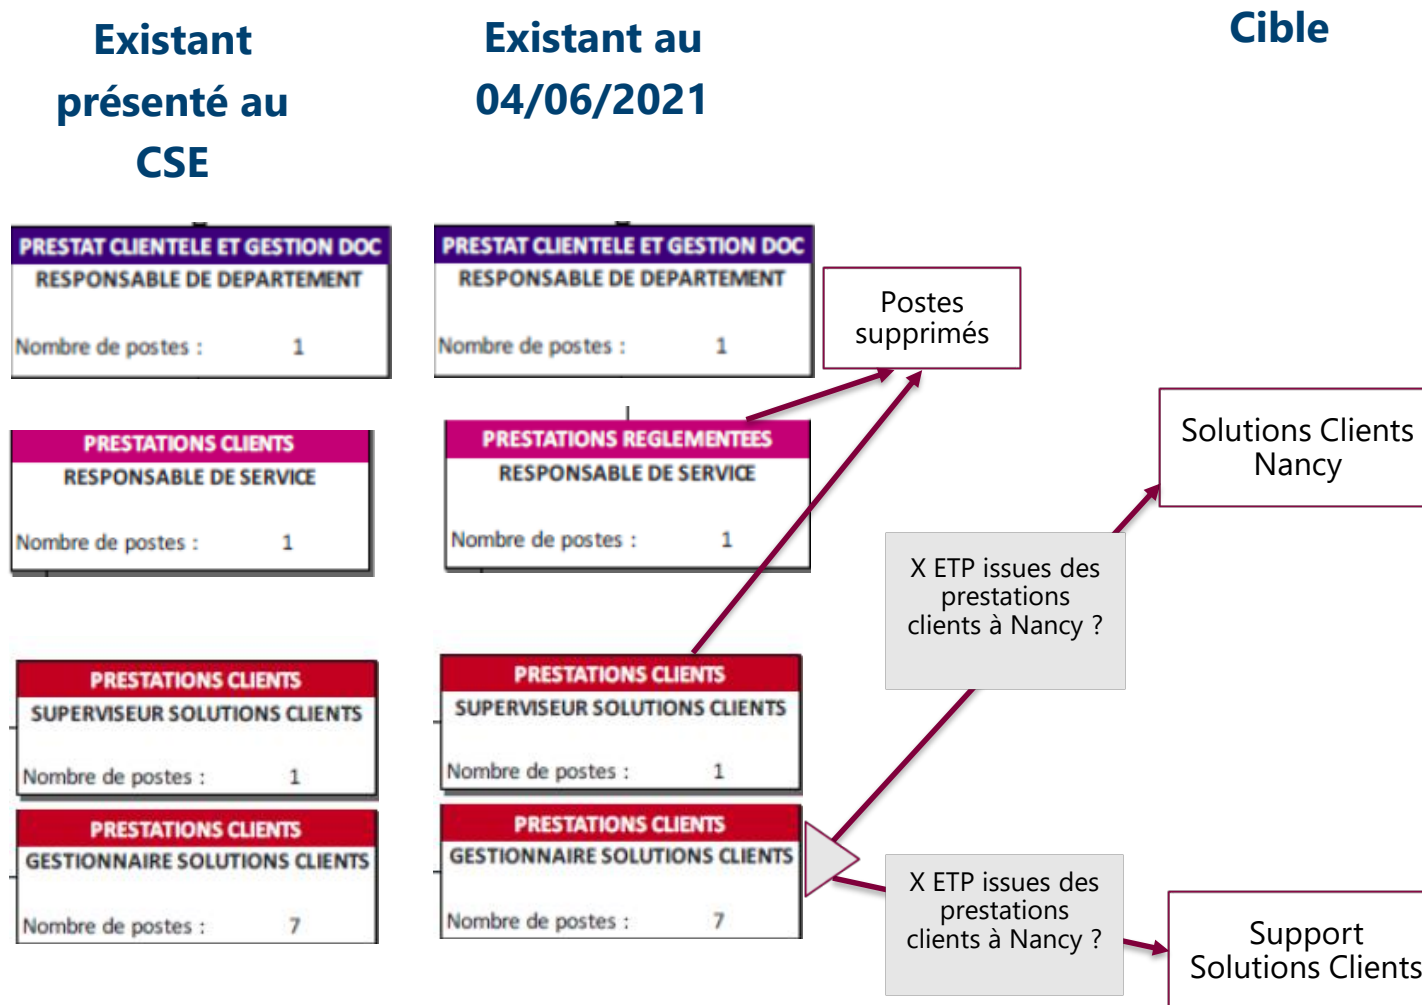 Existant
présenté au
CSE
Existant au
04/06/2021
Cible
PRESTAT CLIENTELE ET GESTION DOC
RESPONSABLE DE DEPARTEMENT
Nombre de postes : 1
PRESTAT CLIENTELE ET GESTION DOC
RESPONSABLE DE DEPARTEMENT
Nombre de postes : 1
Postes
supprimés
PRESTATIONS CLIENTS
RESPONSABLE DE SERVICE
Nombre de postes : 1
PRESTATIONS REGLEMENTEES
RESPONSABLE DE SERVICE
Nombre de postes : 1
Solutions Clients
Nancy
X ETP issues des
prestations
clients à Nancy ?
PRESTATIONS CLIENTS
SUPERVISEUR SOLUTIONS CLIENTS
Nombre de postes : 1
PRESTATIONS CLIENTS
SUPERVISEUR SOLUTIONS CLIENTS
Nombre de postes : 1
PRESTATIONS CLIENTS
GESTIONNAIRE SOLUTIONS CLIENTS
Nombre de postes : 7
PRESTATIONS CLIENTS
GESTIONNAIRE SOLUTIONS CLIENTS
Nombre de postes : 7
X ETP issues des
prestations
clients à Nancy ?
Support
Solutions Clients